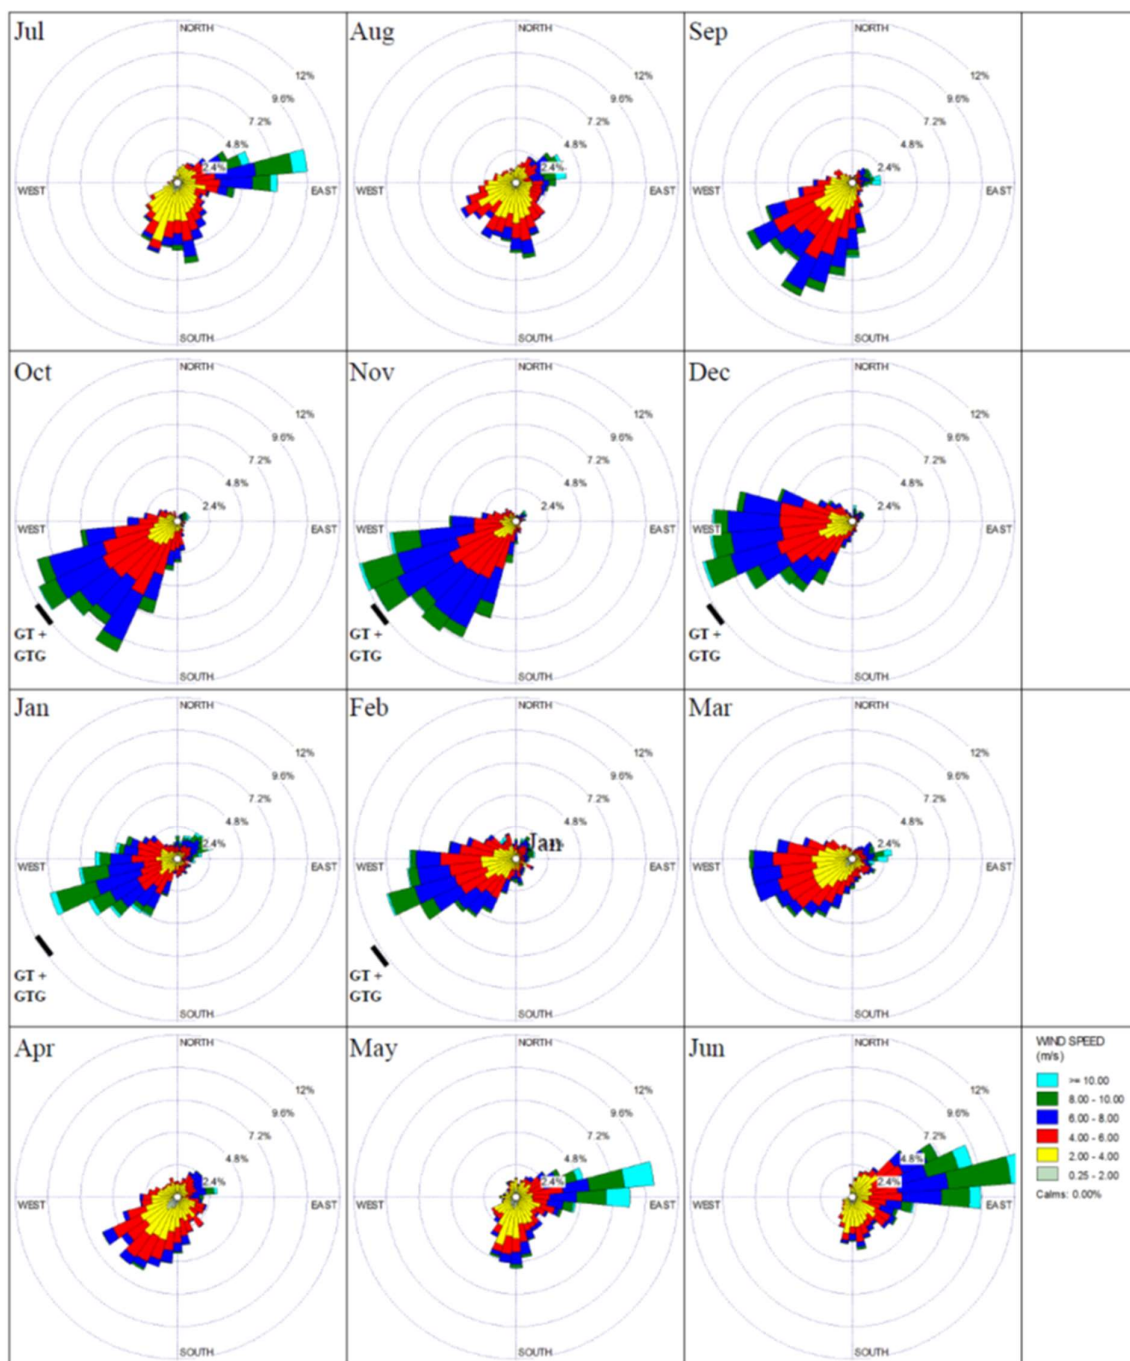 Jul
NORTH
12%
9.6%
7.2%
4.8%
2.4%
WEST
EAST
SOUTH
Aug
NORTH
12%
9.6%
7.2%
4.8%
2.4%
WEST
EAST
SOUTH
Sep
NORTH
12%
9.6%
7.2%
4.8%
2.4%
WEST
EAST
SOUTH
Oct
NORTH
12%
9.6%
7.2%
4.8%
2.4%
WEST
EAST
GT +
GTG
SOUTH
Nov
NORTH
12%
9.6%
7.2%
4.8%
2.4%
WEST
EAST
GT +
GTG
SOUTH
Dec
NORTH
12%
9.6%
7.2%
4.8%
2.4%
WEST
EAST
GT +
GTG
SOUTH
Jan
NORTH
12%
9.6%
7.2%
4.8%
2.4%
WEST
EAST
GT +
GTG
SOUTH
Feb
NORTH
12%
9.6%
7.2%
4.8%
Jan
WEST
EAST
GT +
GTG
SOUTH
Mar
NORTH
12%
9.6%
7.2%
4.8%
2.4%
WEST
EAST
SOUTH
Apr
NORTH
12%
9.6%
7.2%
4.8%
2.4%
WEST
EAST
SOUTH
May
NORTH
12%
9.6%
7.2%
4.8%
2.4%
WEST
EAST
SOUTH
Jun
NORTH
12%
9.6%
7.2%
4.8%
2.4%
WEST
EAST
SOUTH
WIND SPEED
(m/s)
>= 10.00
8.00 - 10.00
6.00 - 8.00
4.00 - 6.00
2.00 - 4.00
0.25 - 2.00
Calms: 0.00%